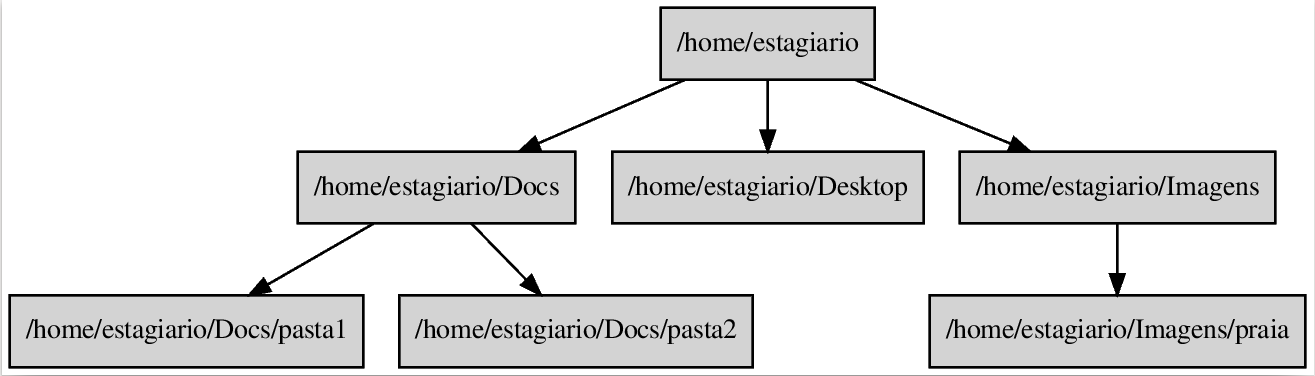 /home/estagiario
/home/estagiario/Docs
/home/estagiario/Desktop
/home/estagiario/Imagens
/home/estagiario/Docs/pasta1
/home/estagiario/Docs/pasta2
/home/estagiario/Imagens/praia